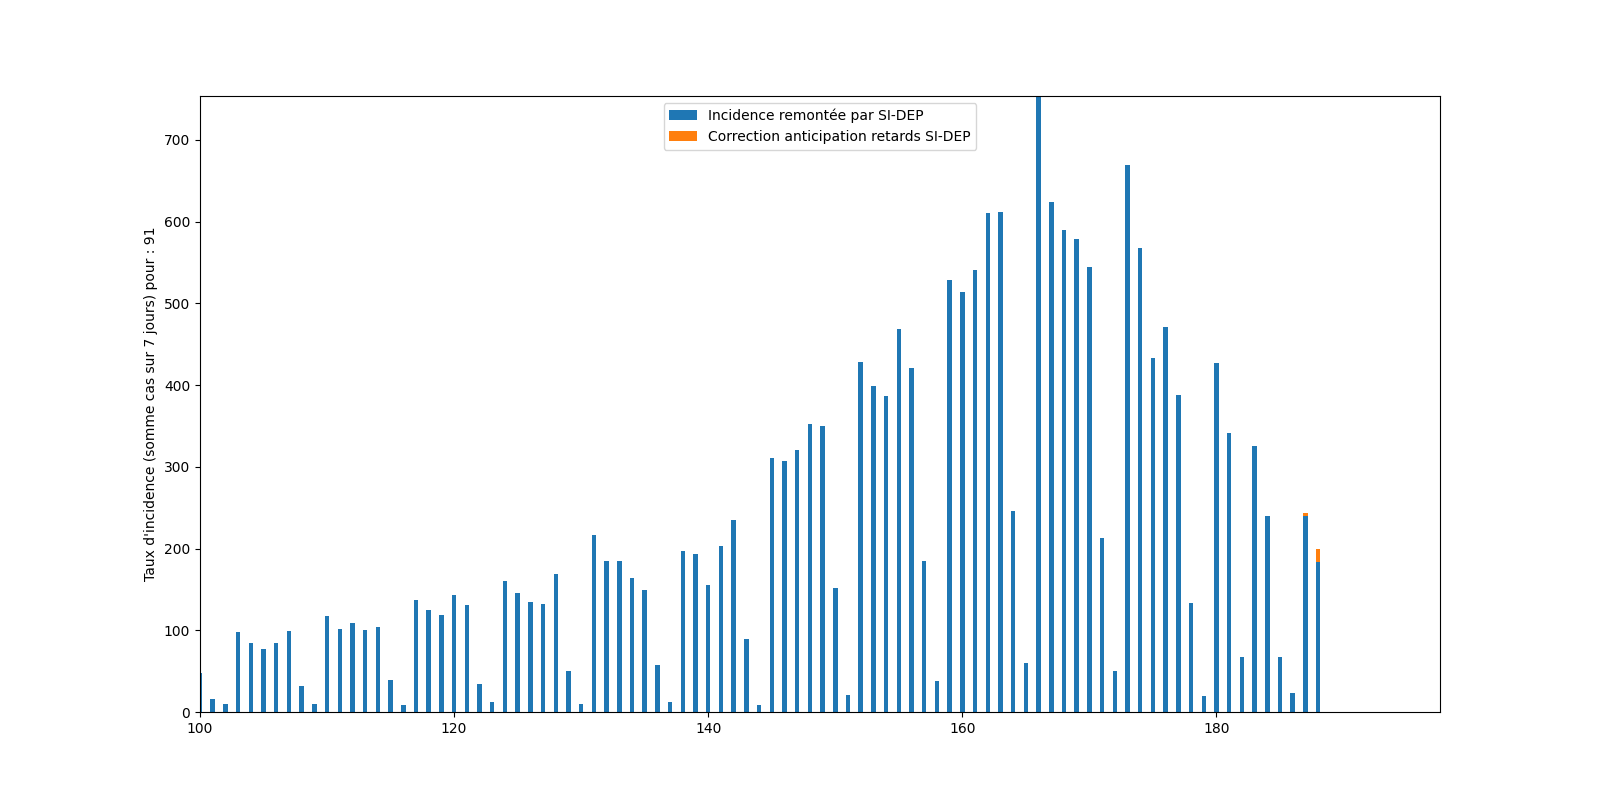 Incidence remontée par SI-DEP
Correction anticipation retards SI-DEP
Taux d'incidence (somme cas sur 7 jours) pour : 91
700
600
500
400
300
200
100
0
100 120 140 160 180